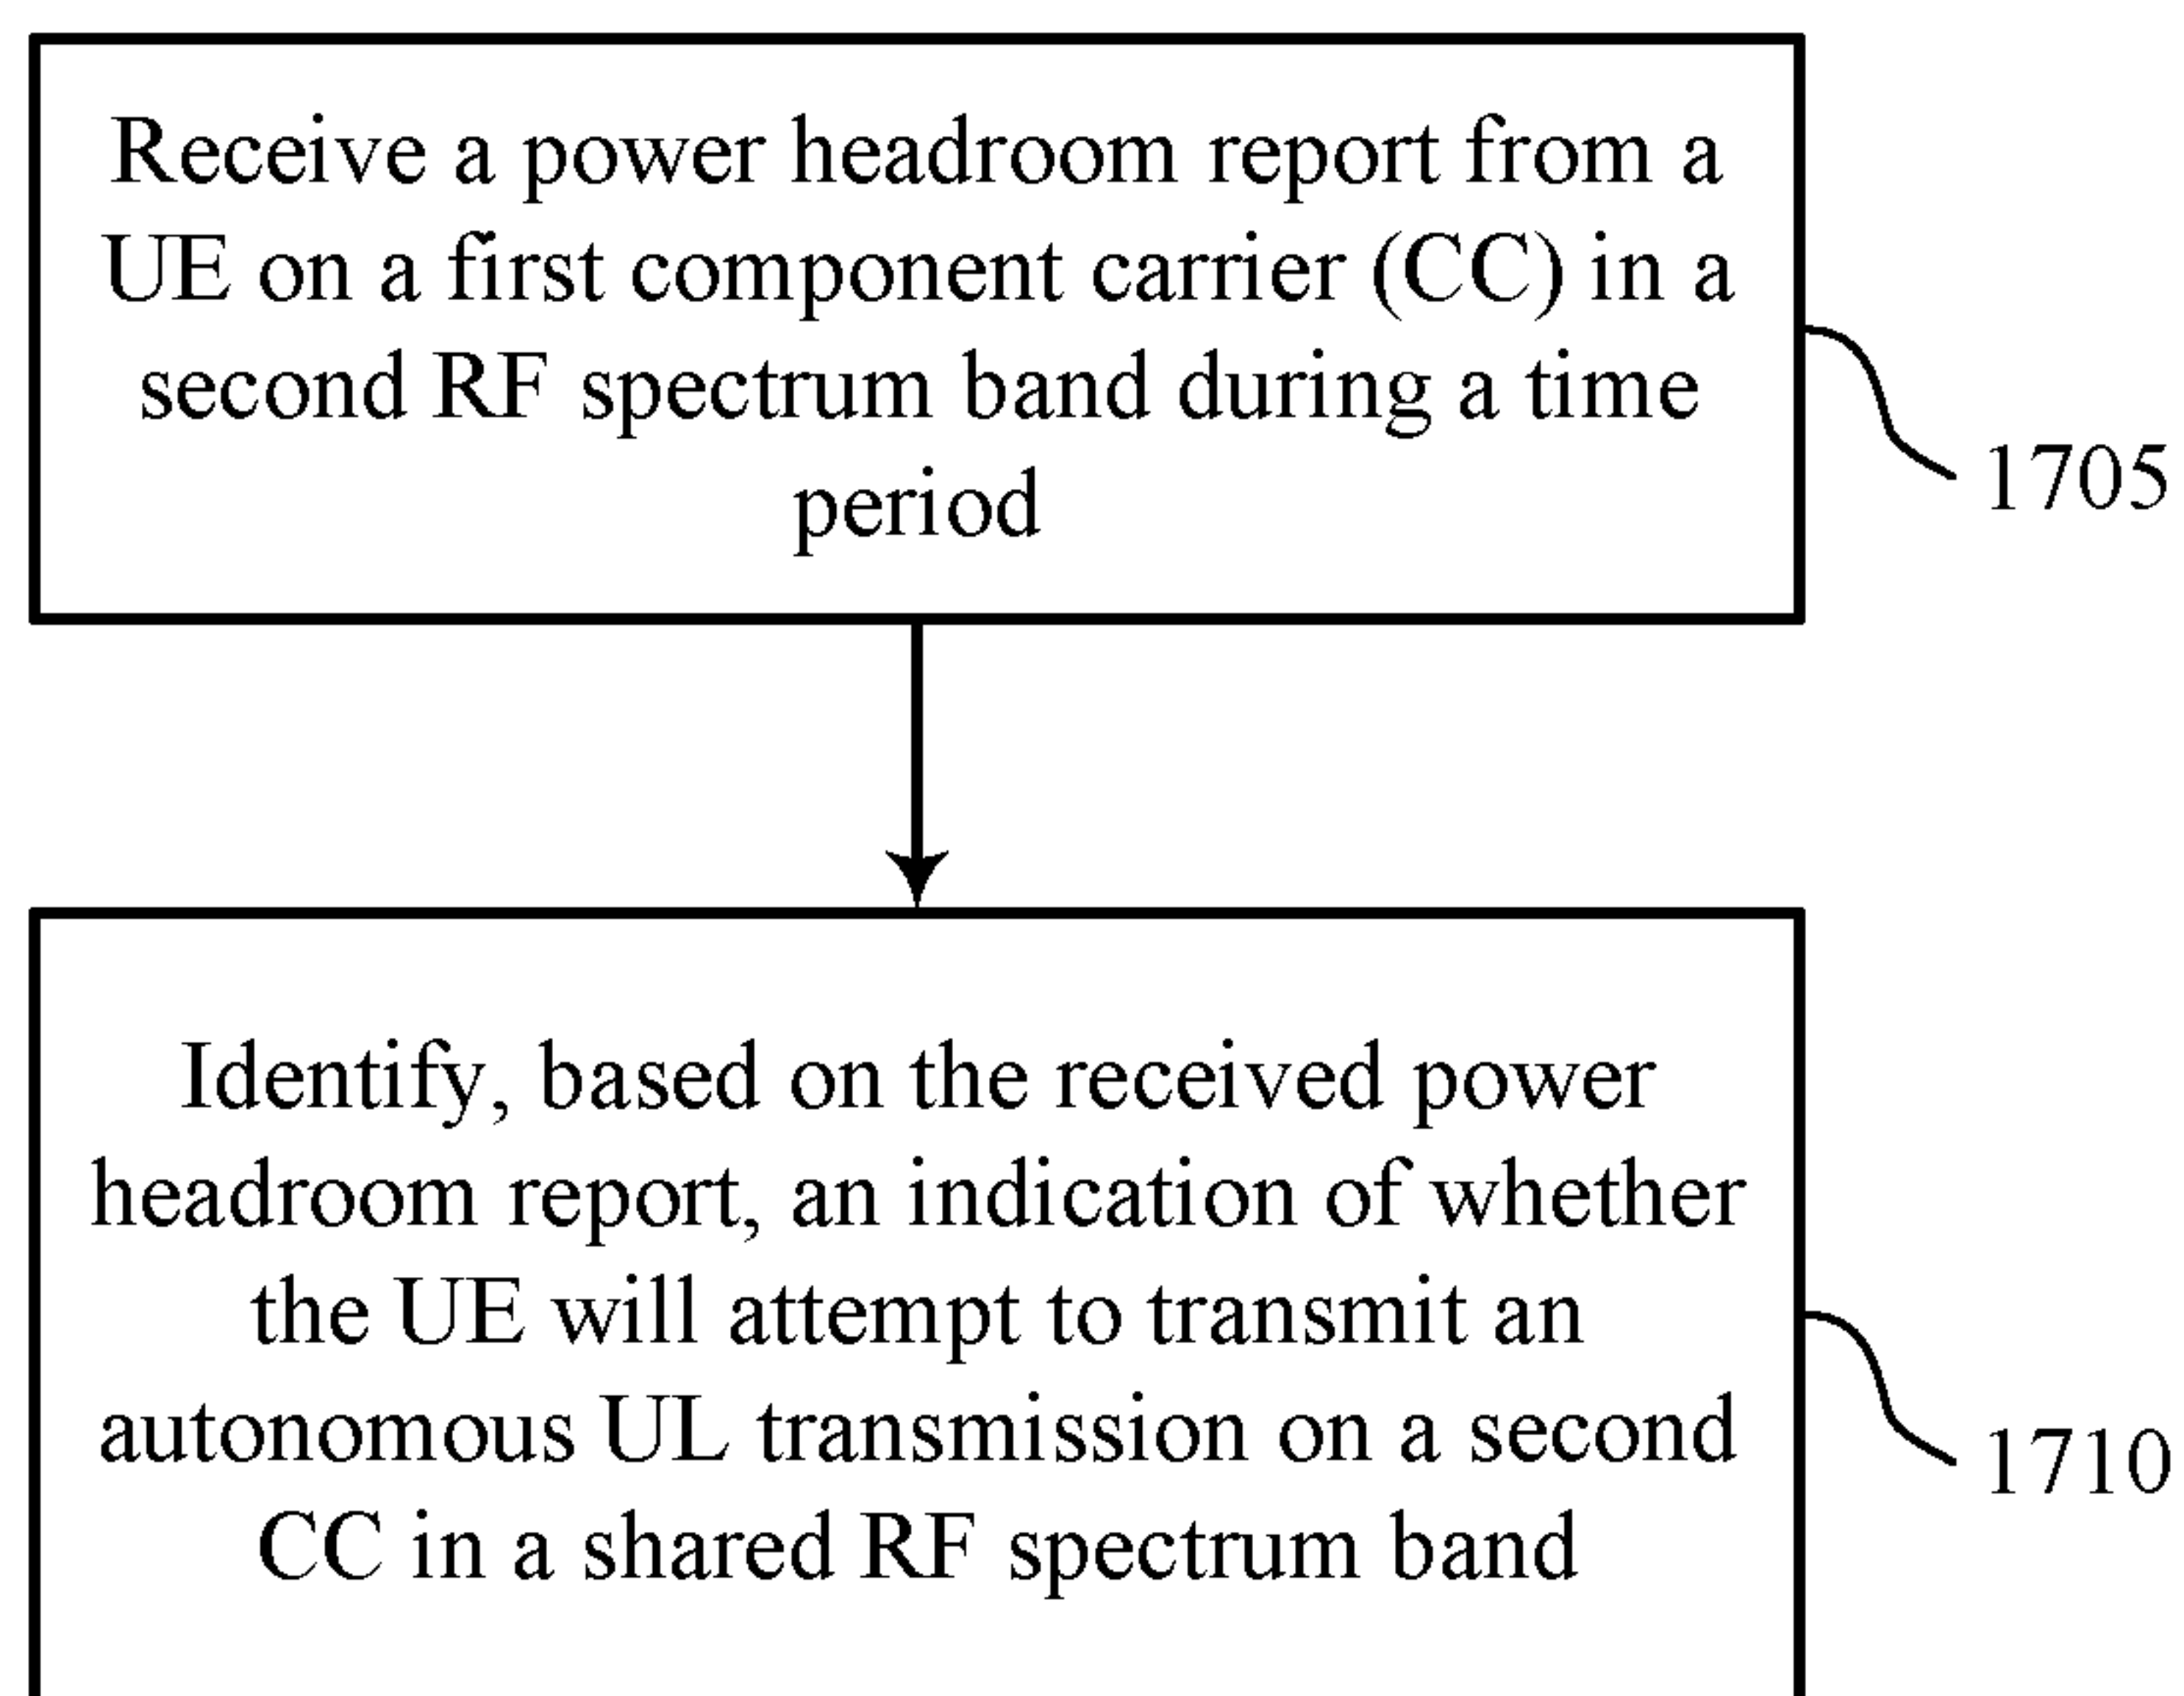 Receive a power headroom report from a
UE on a first component carrier (CC) in a
second RF spectrum band during a time
period
1705
Identify, based on the received power
headroom report, an indication of whether
the UE will attempt to transmit an
autonomous UL transmission on a second
CC in a shared RF spectrum band
1710